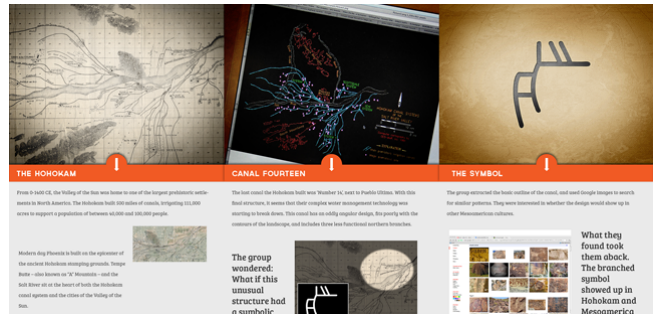 THE HOHOKAM
From 0-1400 CE, the Valley of the Sun was home to one of the largest prehistoric settle-
ments in North America. The Hohokam built 500 miles of canals, irrigating 111,000
acres to support a population of between 40,000 and 100,000 people.
Modern day Phoenix is built on the epicenter of
the ancient Hohokam stomping grounds. Tempe
Butte – also known as "A" Mountain – and the
Salt River sit at the heart of both the Hohokam
canal system and the cities of the Valley of the
Sun.
CANAL FOURTEEN
The last canal the Hohokam built was 'Number 14', next to Pueblo Ultimo. With this
final structure, it seems that their complex water management technology was
starting to break down. This canal has an oddly angular design, fits poorly with the
contours of the landscape, and includes three less functional northern branches.
The group
wondered:
What if this
unusual
structure had
a symbolic
THE SYMBOL
The group extracted the basic outline of the canal, and used Google Images to search
for similar patterns. They were interested in whether the design would show up in
other Mesoamerican cultures.
What they
found took
them aback.
The branched
symbol
showed up in
Hohokam and
Mesoamerica